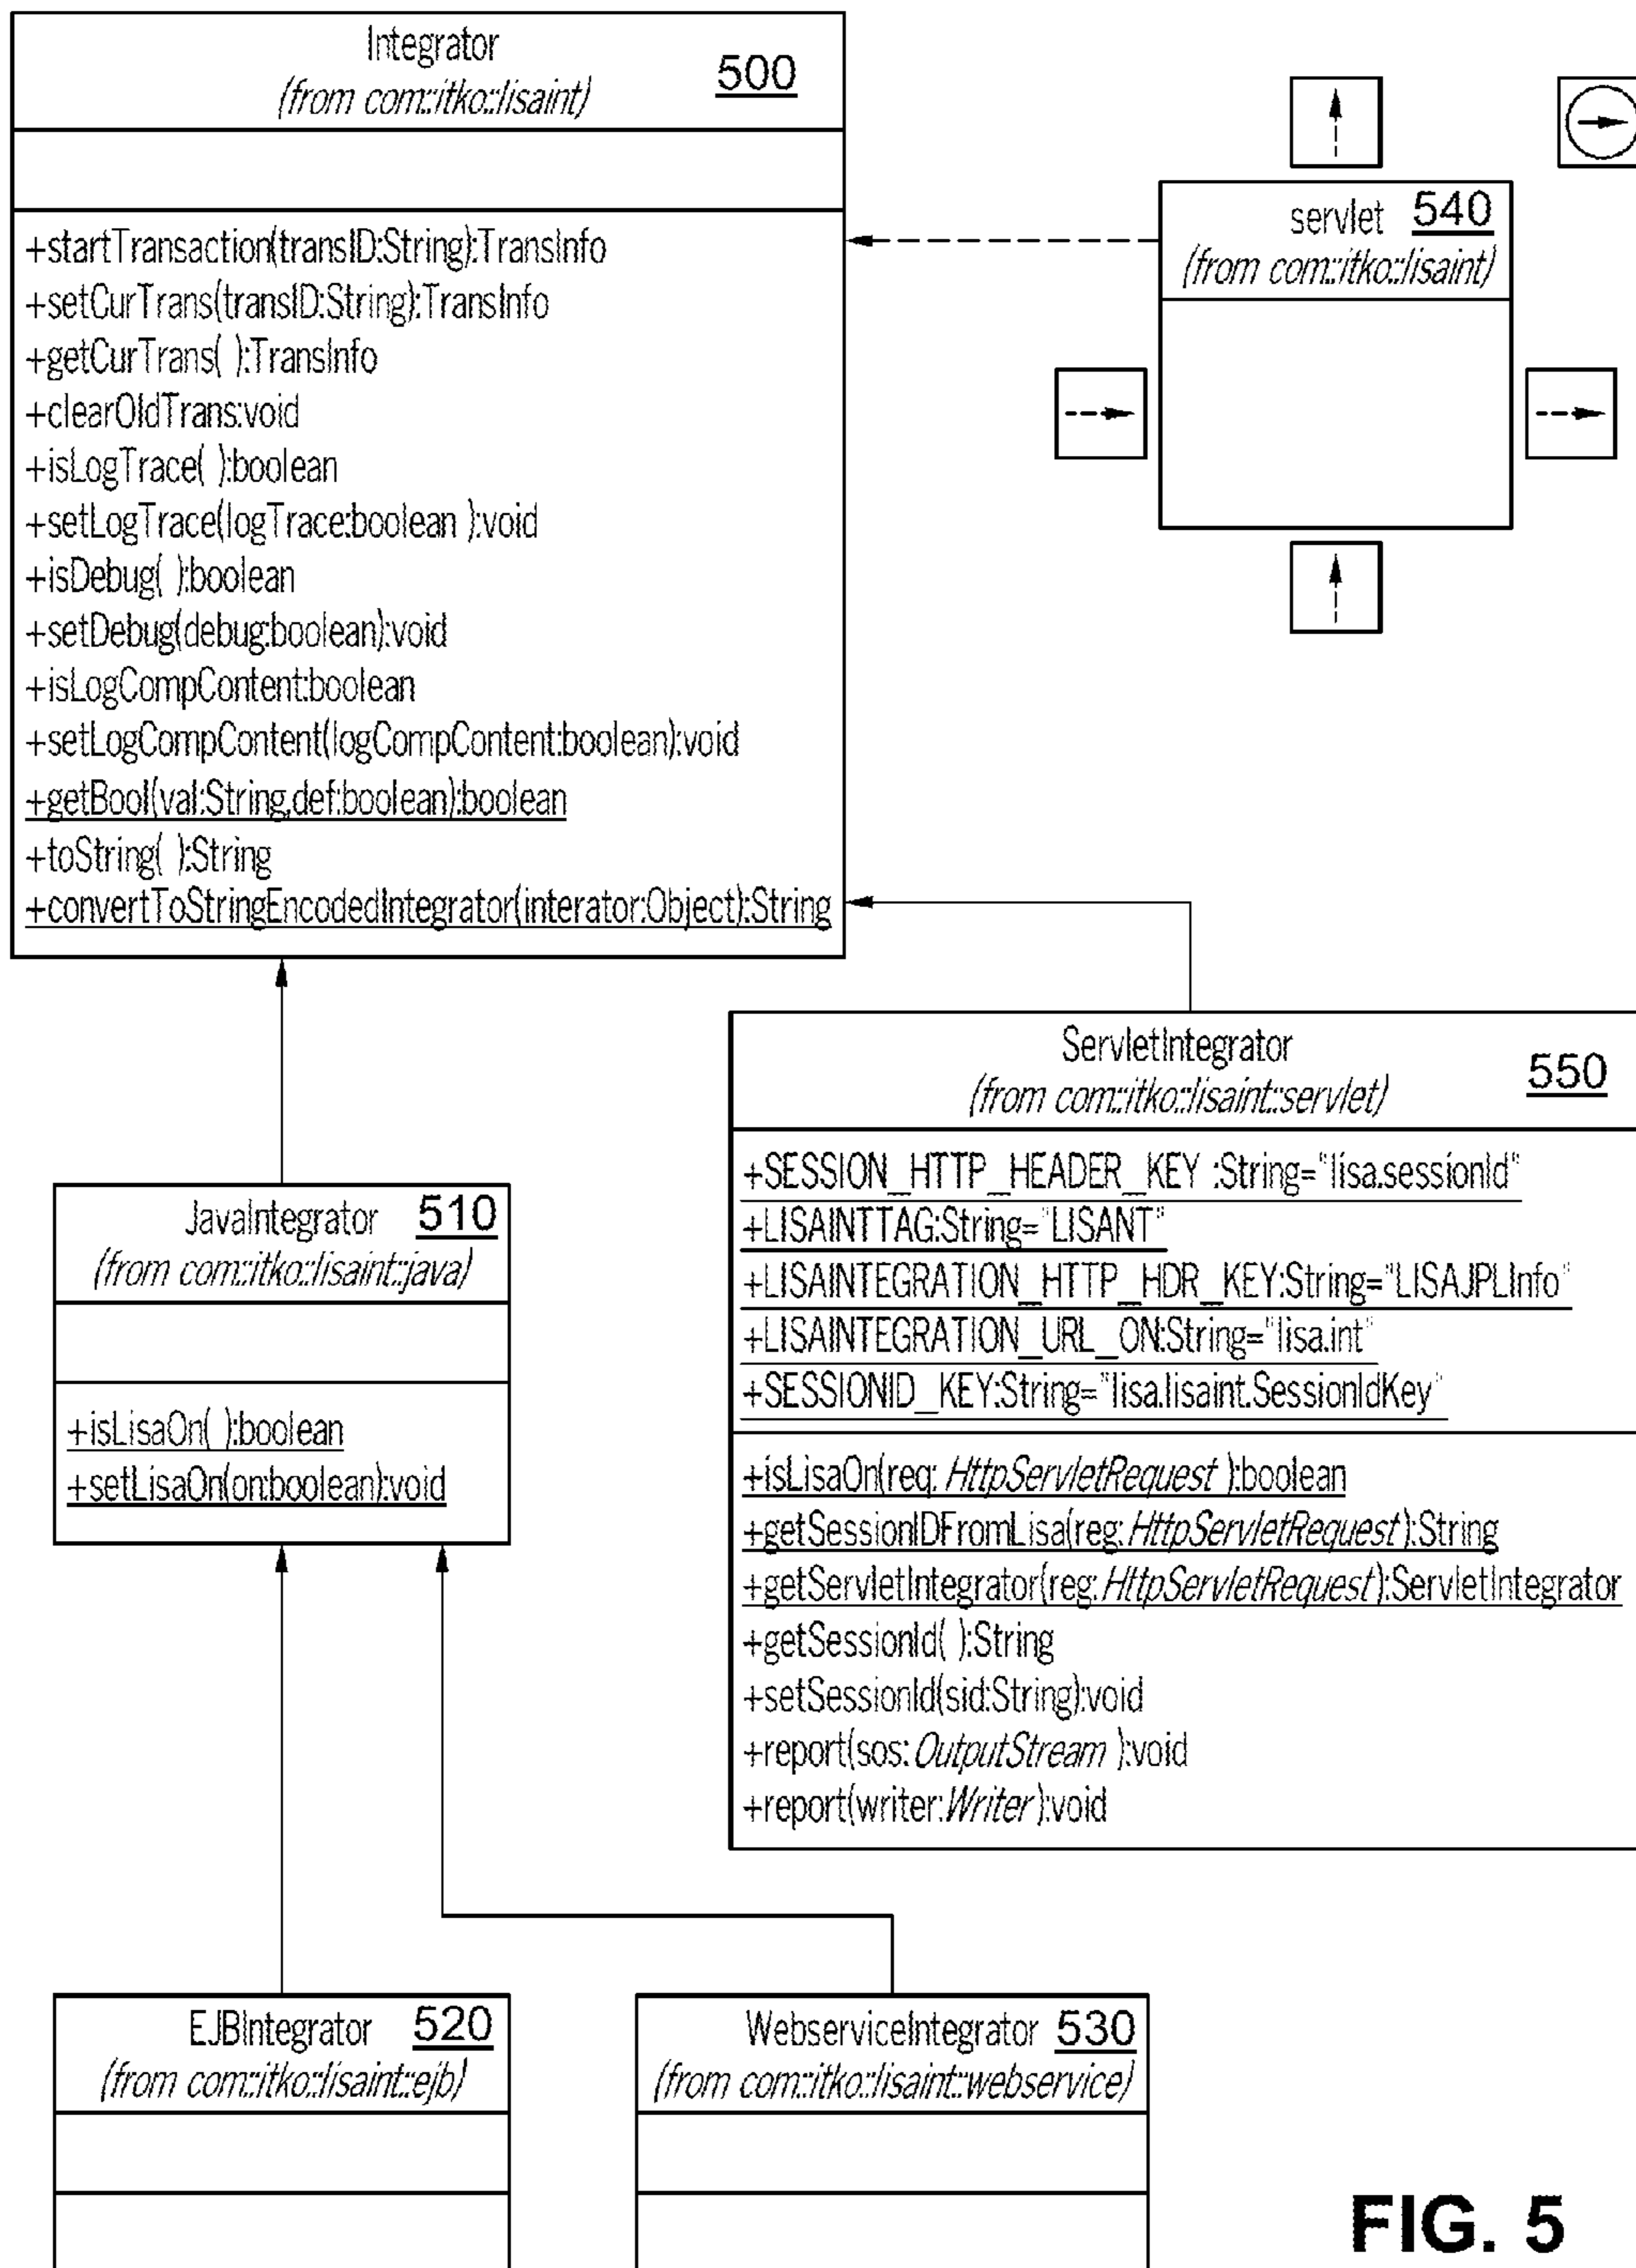 Integrator 500
(from com::itko::lisaint)
+startTransaction(transID:String):TransInfo
+setCurTrans(transID:String):TransInfo
+getCurTrans( ):TransInfo
+clearOldTrans:void
+isLogTrace( ):boolean
+setLogTrace(logTrace:boolean ):void
+isDebug( ):boolean
+setDebug(debug:boolean):void
+isLogCompContent:boolean
+setLogCompContent(logCompContent:boolean):void
+getBool(val:String,def:boolean):boolean
+toString( ):String
+convertToStringEncodedIntegrator(interator:Object):String
servlet 540
(from com::itko::lisaint)
ServletIntegrator 550
(from com::itko::lisaint::servlet)
+SESSION_HTTP_HEADER_KEY :String="lisa.sessionId"
+LISAINTTAG:String="LISANT"
+LISAINTEGRATION_HTTP_HDR_KEY:String="LISAJPLInfo"
+LISAINTEGRATION_URL_ON:String="lisa.int"
+SESSIONID_KEY:String="lisa.lisaint.SessionIdKey"
+isLisaOn(req: HttpServletRequest ):boolean
+getSessionIDFromLisa(reg: HttpServletRequest):String
+getServletIntegrator(reg: HttpServletRequest):ServletIntegrator
+getSessionId( ):String
+setSessionId(sid:String):void
+report(sos: OutputStream ):void
+report(writer:Writer):void
JavaIntegrator 510
(from com::itko::lisaint::java)
+isLisaOn( ):boolean
+setLisaOn(on:boolean):void
EJBIntegrator 520
(from com::itko::lisaint::ejb)
WebserviceIntegrator 530
(from com::itko::lisaint::webservice)
FIG. 5